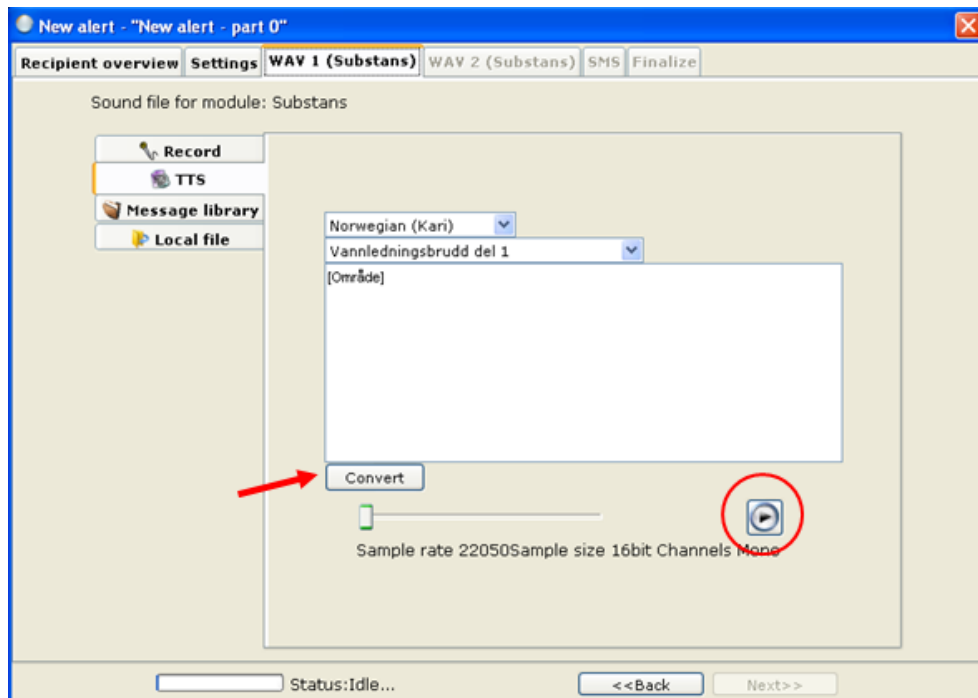 New alert - "New alert - part 0"
Recipient overview Settings WAV 1 (Substans) WAV 2 (Substans) SMS Finalize
Sound file for module: Substans
Record
TTS
Message library
Local file
Norwegian (Kari)
Vannledningsbrudd del 1
[Område]
Convert
Sample rate 22050Sample size 16bit Channels Mono
Status:Idle... <<Back Next>>